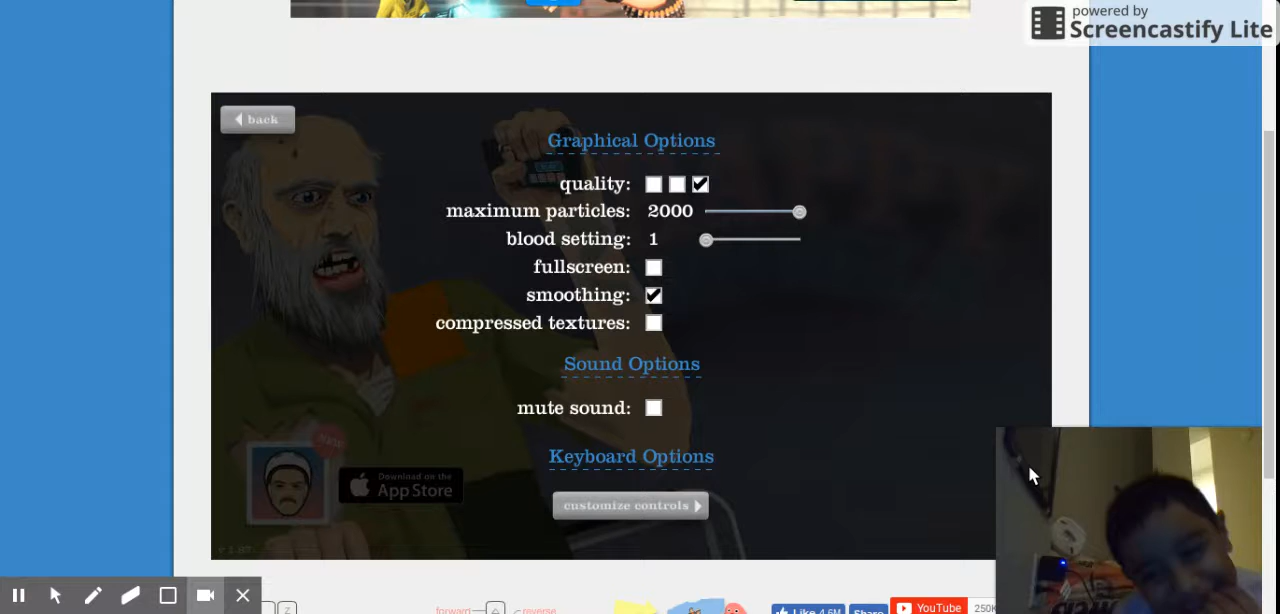 powered by
Screencastify Lite
back
Graphical Options
quality:
maximum particles: 2000
blood setting: 1
fullscreen:
smoothing:
compressed textures:
Sound Options
mute sound:
Keyboard Options
customize controls
NEW
Download on the
App Store
forward
reverse
Z
Like 4.5M
Share
YouTube
250K